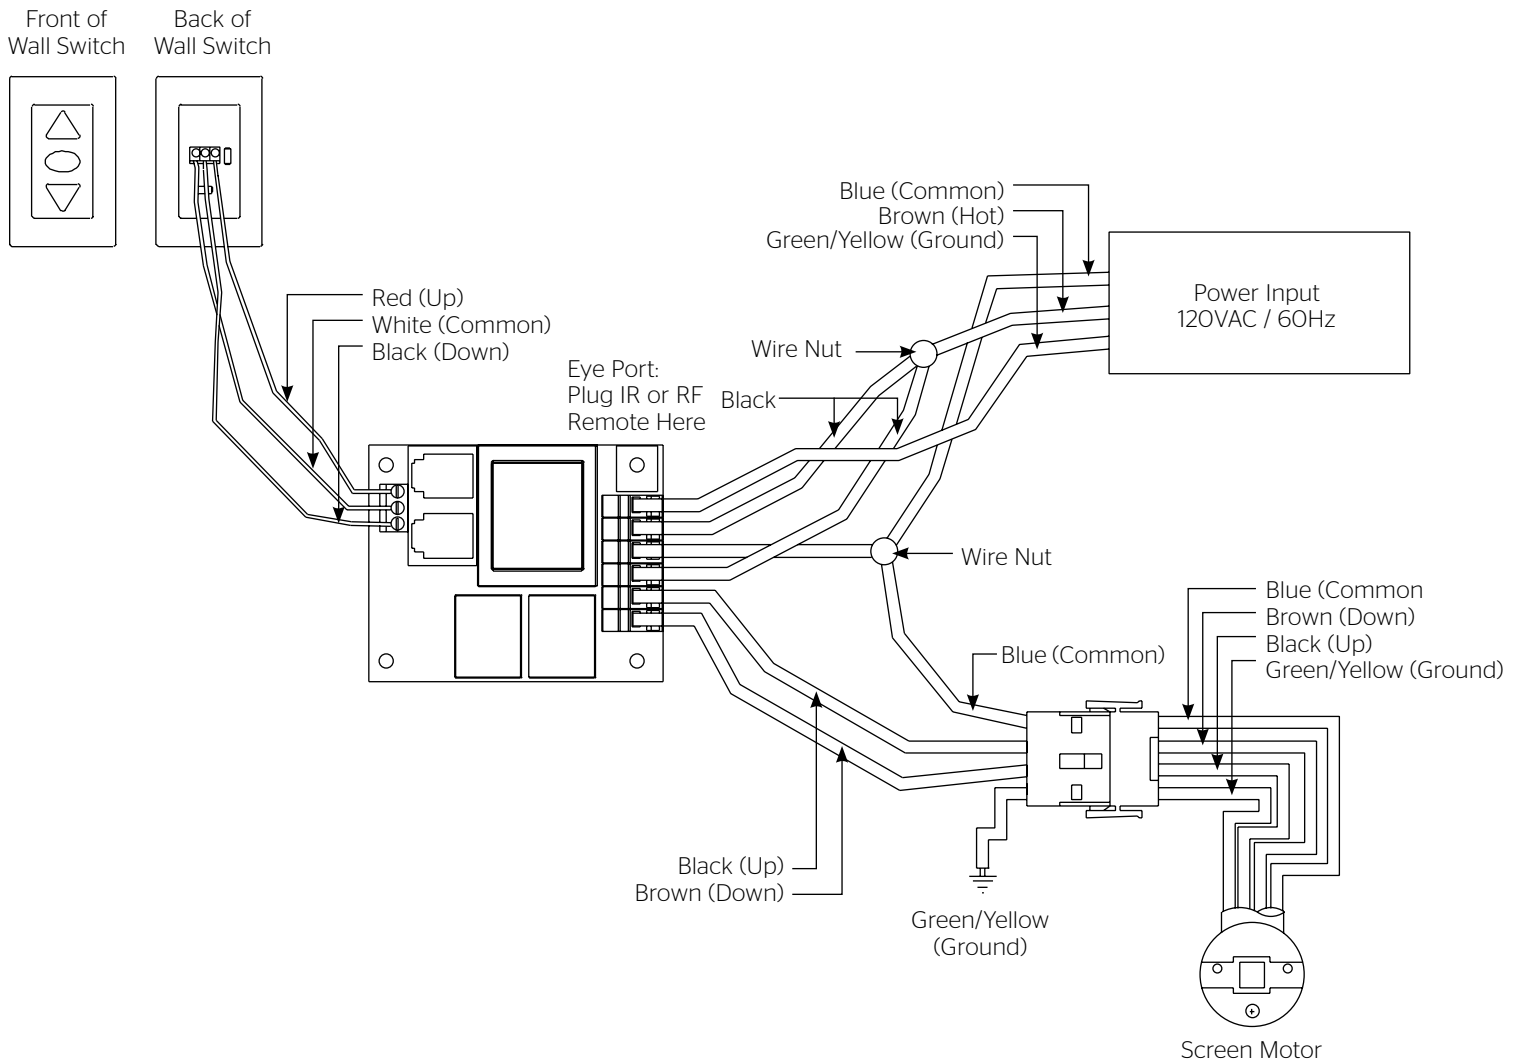 Front of
Wall Switch
Back of
Wall Switch
Red (Up)
White (Common)
Black (Down)
Eye Port:
Plug IR or RF
Remote Here
Black
Wire Nut
Blue (Common)
Brown (Hot)
Green/Yellow (Ground)
Power Input
120VAC / 60Hz
Wire Nut
Blue (Common)
Blue (Common
Brown (Down)
Black (Up)
Green/Yellow (Ground)
Black (Up)
Brown (Down)
Green/Yellow
(Ground)
Screen Motor